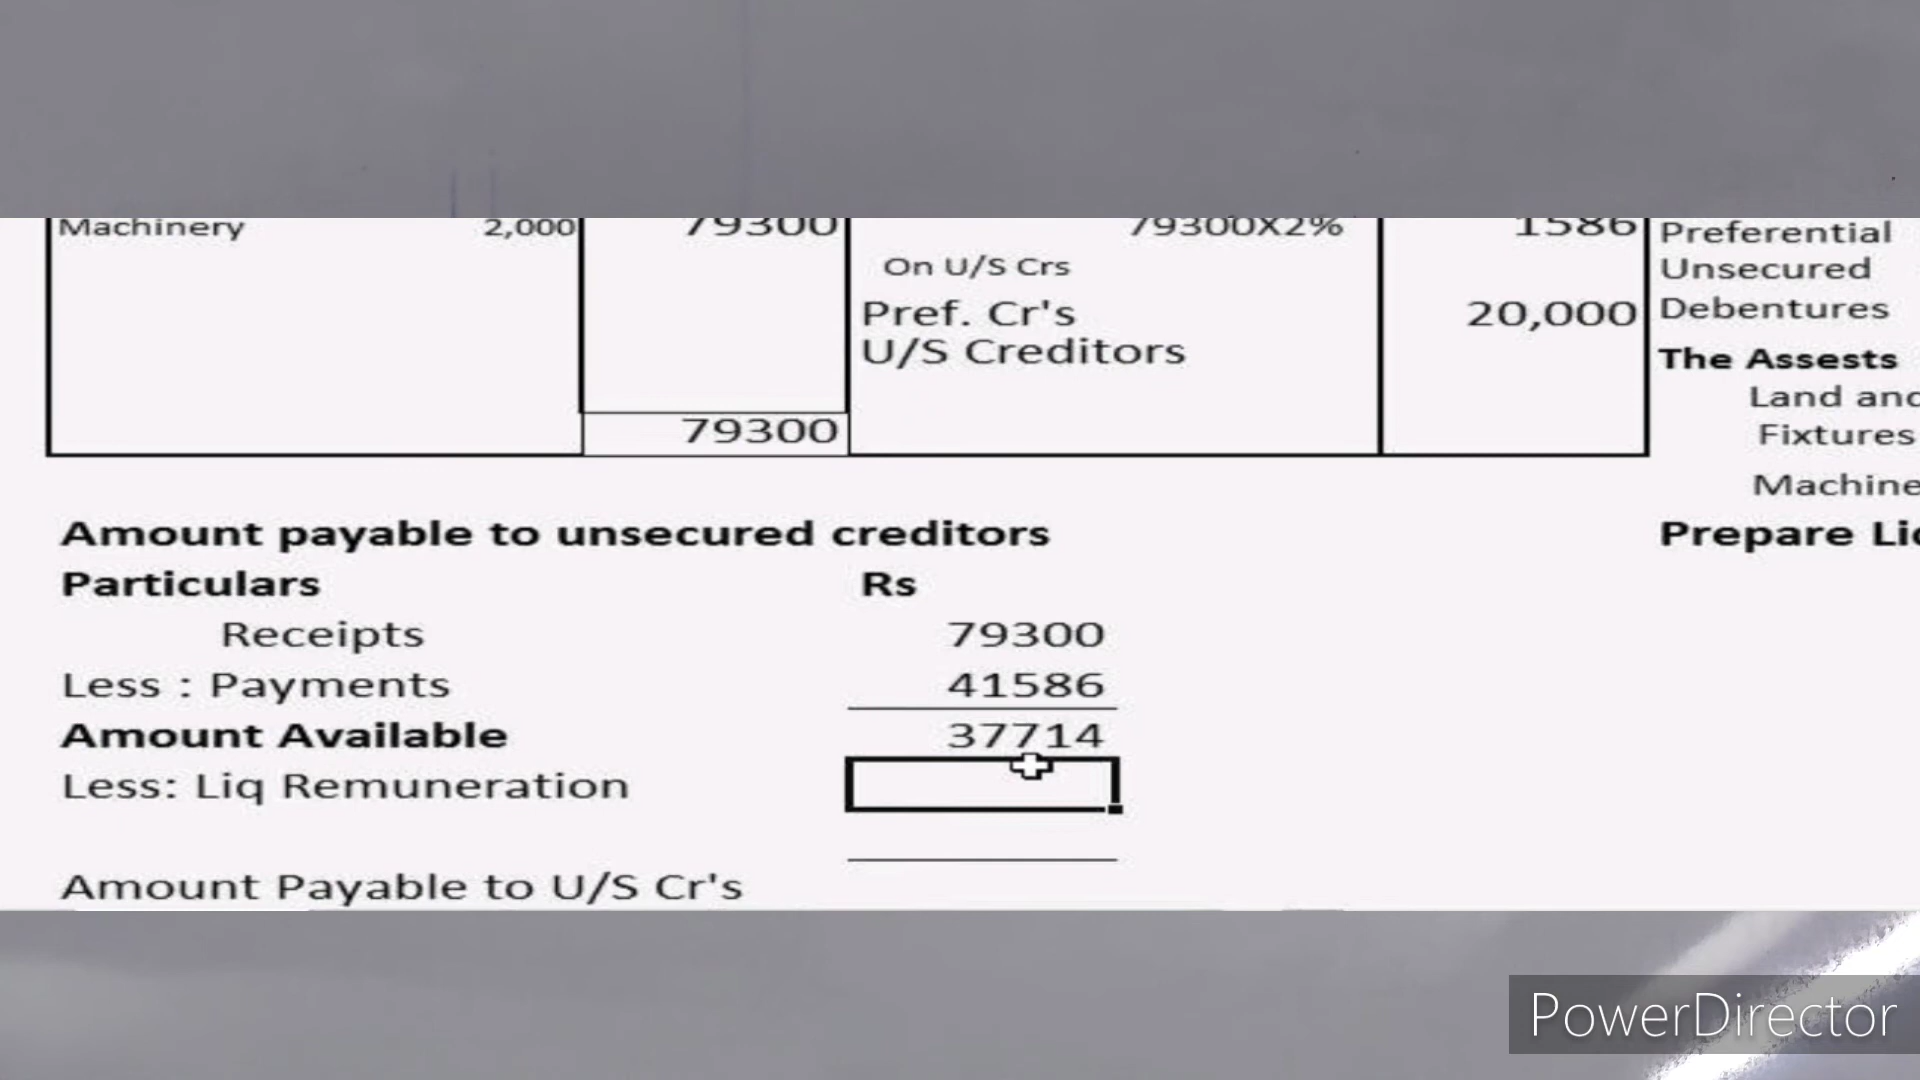 Machinery 2,000 79300 79300X2% 1586 Preferential
On U/S Crs Unsecured
Pref. Cr's 20,000 Debentures
U/S Creditors The Assests
Land and
79300 Fixtures
Machine
Amount payable to unsecured creditors Prepare Lic
Particulars Rs
Receipts 79300
Less : Payments 41586
Amount Available 37714
Less: Liq Remuneration
Amount Payable to U/S Cr's
PowerDirector